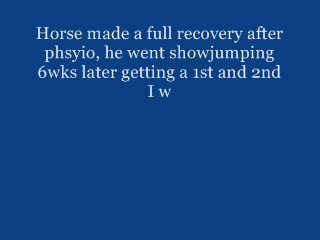 Horse made a full recovery after
phsyio, he went showjumping
6wks later getting a 1st and 2nd
I w